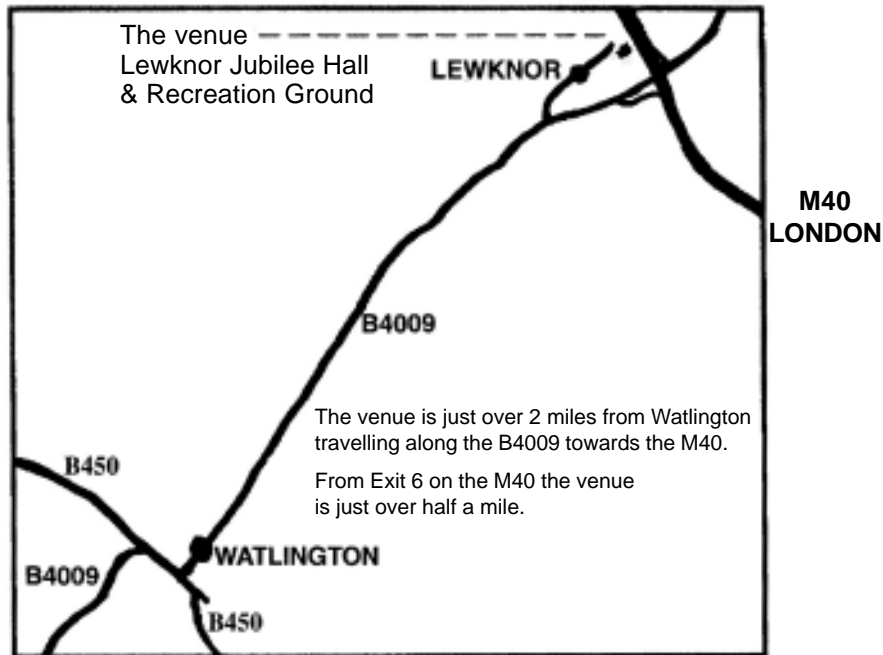 The venue
Lewknor Jubilee Hall
& Recreation Ground
LEWKNOR
M40
LONDON
B4009
The venue is just over 2 miles from Watlington
travelling along the B4009 towards the M40.
From Exit 6 on the M40 the venue
is just over half a mile.
B450
WATLINGTON
B4009
B450